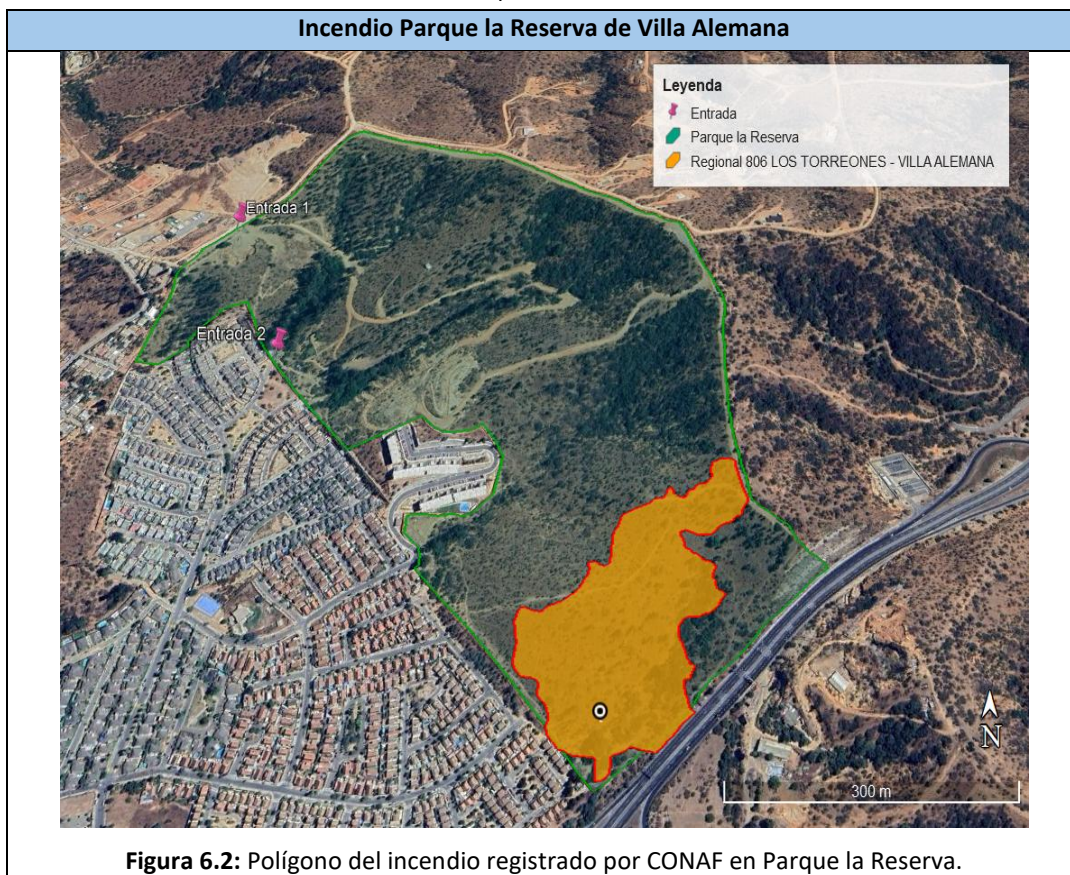 Incendio Parque la Reserva de Villa Alemana
Leyenda
Entrada
Parque la Reserva
Regional 806 LOS TORREONES - VILLA ALEMANA
Entrada 1
Entrada 2
N
300 m
Figura 6.2: Polígono del incendio registrado por CONAF en Parque la Reserva.